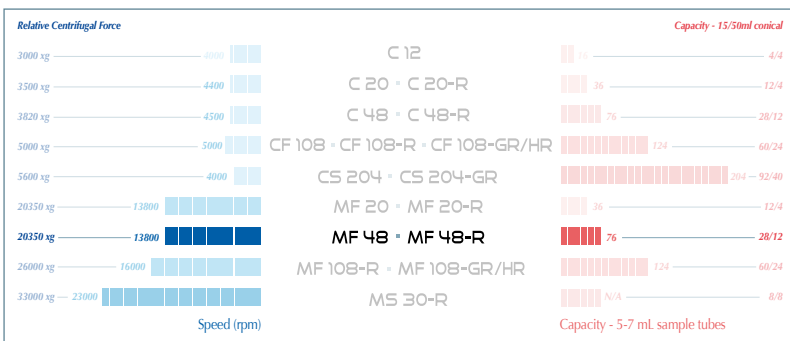 Relative Centrifugal Force Capacity - 15/50ml conical
3000 xg 4000 C 12 16 4/4
3500 xg 4400 C 20 C 20-R 36 12/4
3820 xg 4500 C 48 C 48-R 76 28/12
5000 xg 5000 CF 108 CF 108-R CF 108-GR/HR 124 60/24
5600 xg 4000 CS 204 CS 204-GR 204 92/40
20350 xg 13800 MF 20 MF 20-R 36 12/4
20350 xg 13800 MF 48 MF 48-R 76 28/12
26000 xg 16000 MF 108-R MF 108-GR/HR 124 60/24
33000 xg 23000 MS 30-R N/A 8/8
Speed (rpm) Capacity - 5-7 mL sample tubes